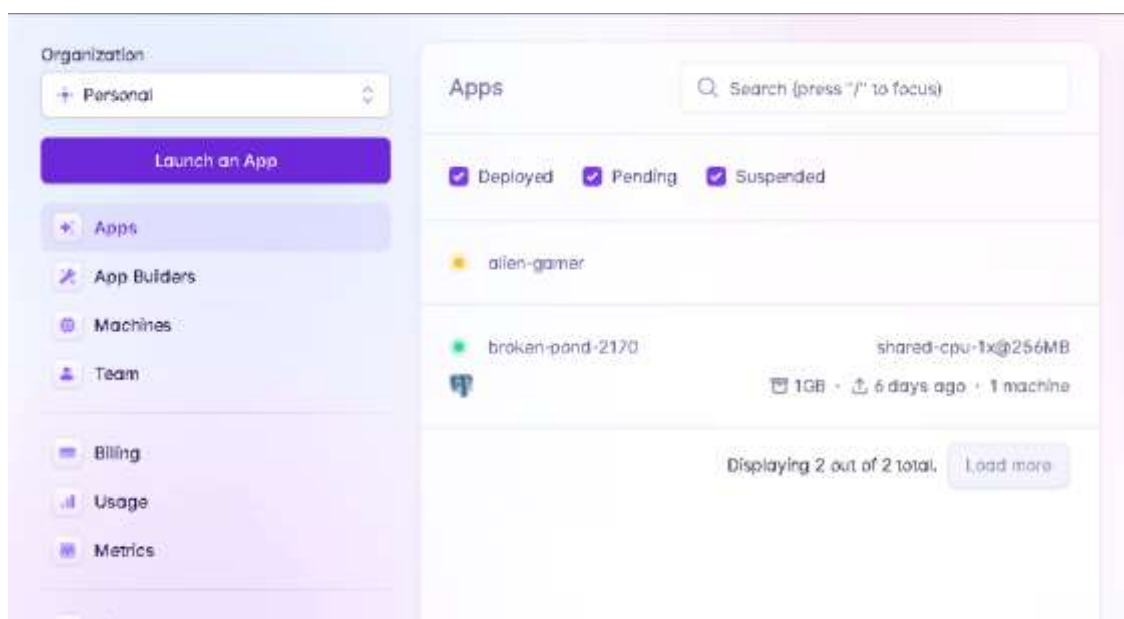 Organization
Personal
Launch an App
Apps
App Builders
Machines
Team
Billing
Usage
Metrics
Apps
Search (press "/" to focus)
Deployed Pending Suspended
alien-gamer
broken-pond-2170 shared-cpu-1x@256MB
1GB · 6 days ago · 1 machine
Displaying 2 out of 2 total. Load more